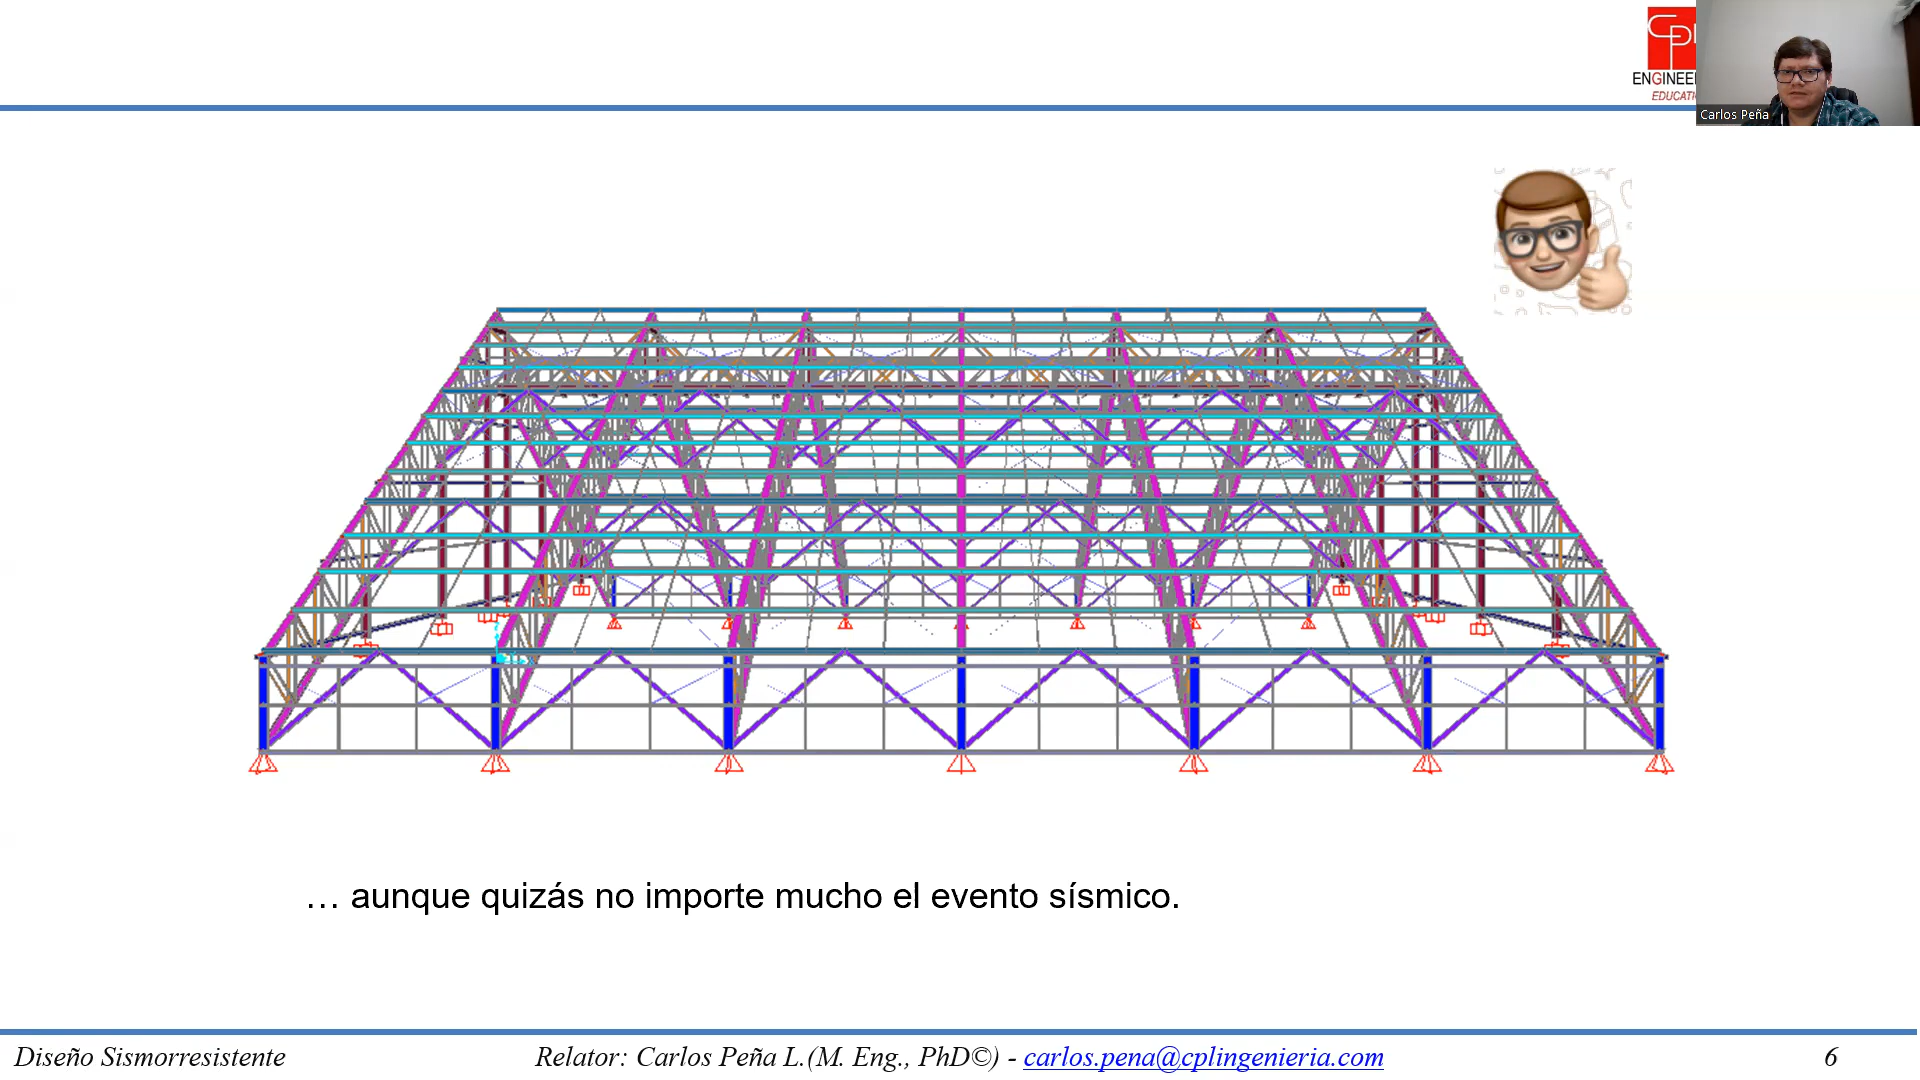 ENGINEE
EDUCATI
Carlos Peña
… aunque quizás no importe mucho el evento sísmico.
Diseño Sismorresistente
Relator: Carlos Peña L.(M. Eng., PhD©) - carlos.pena@cplingenieria.com
6